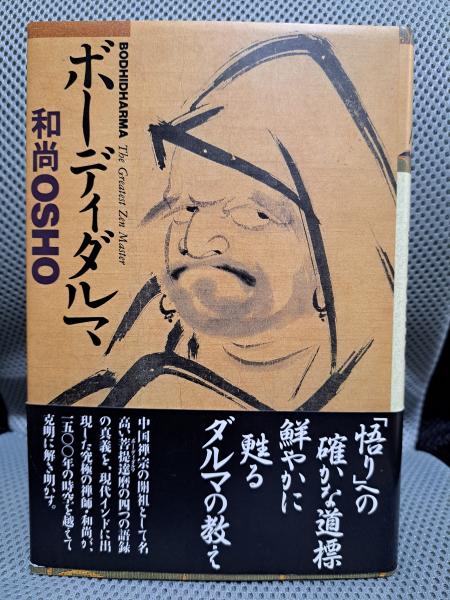 ボーディダルマ
BODHIDHARMA The Greatest Zen Master
和尚OSHO
「悟り」への
確かな道標
鮮やかに
甦る
ダルマの教え
中国禅宗の開祖として名
高い菩提達磨の四つの語録
の真義を、現代インドに出
現した究極の禅師・和尚が、
一五〇〇年の時空を越えて
克明に解き明かす。